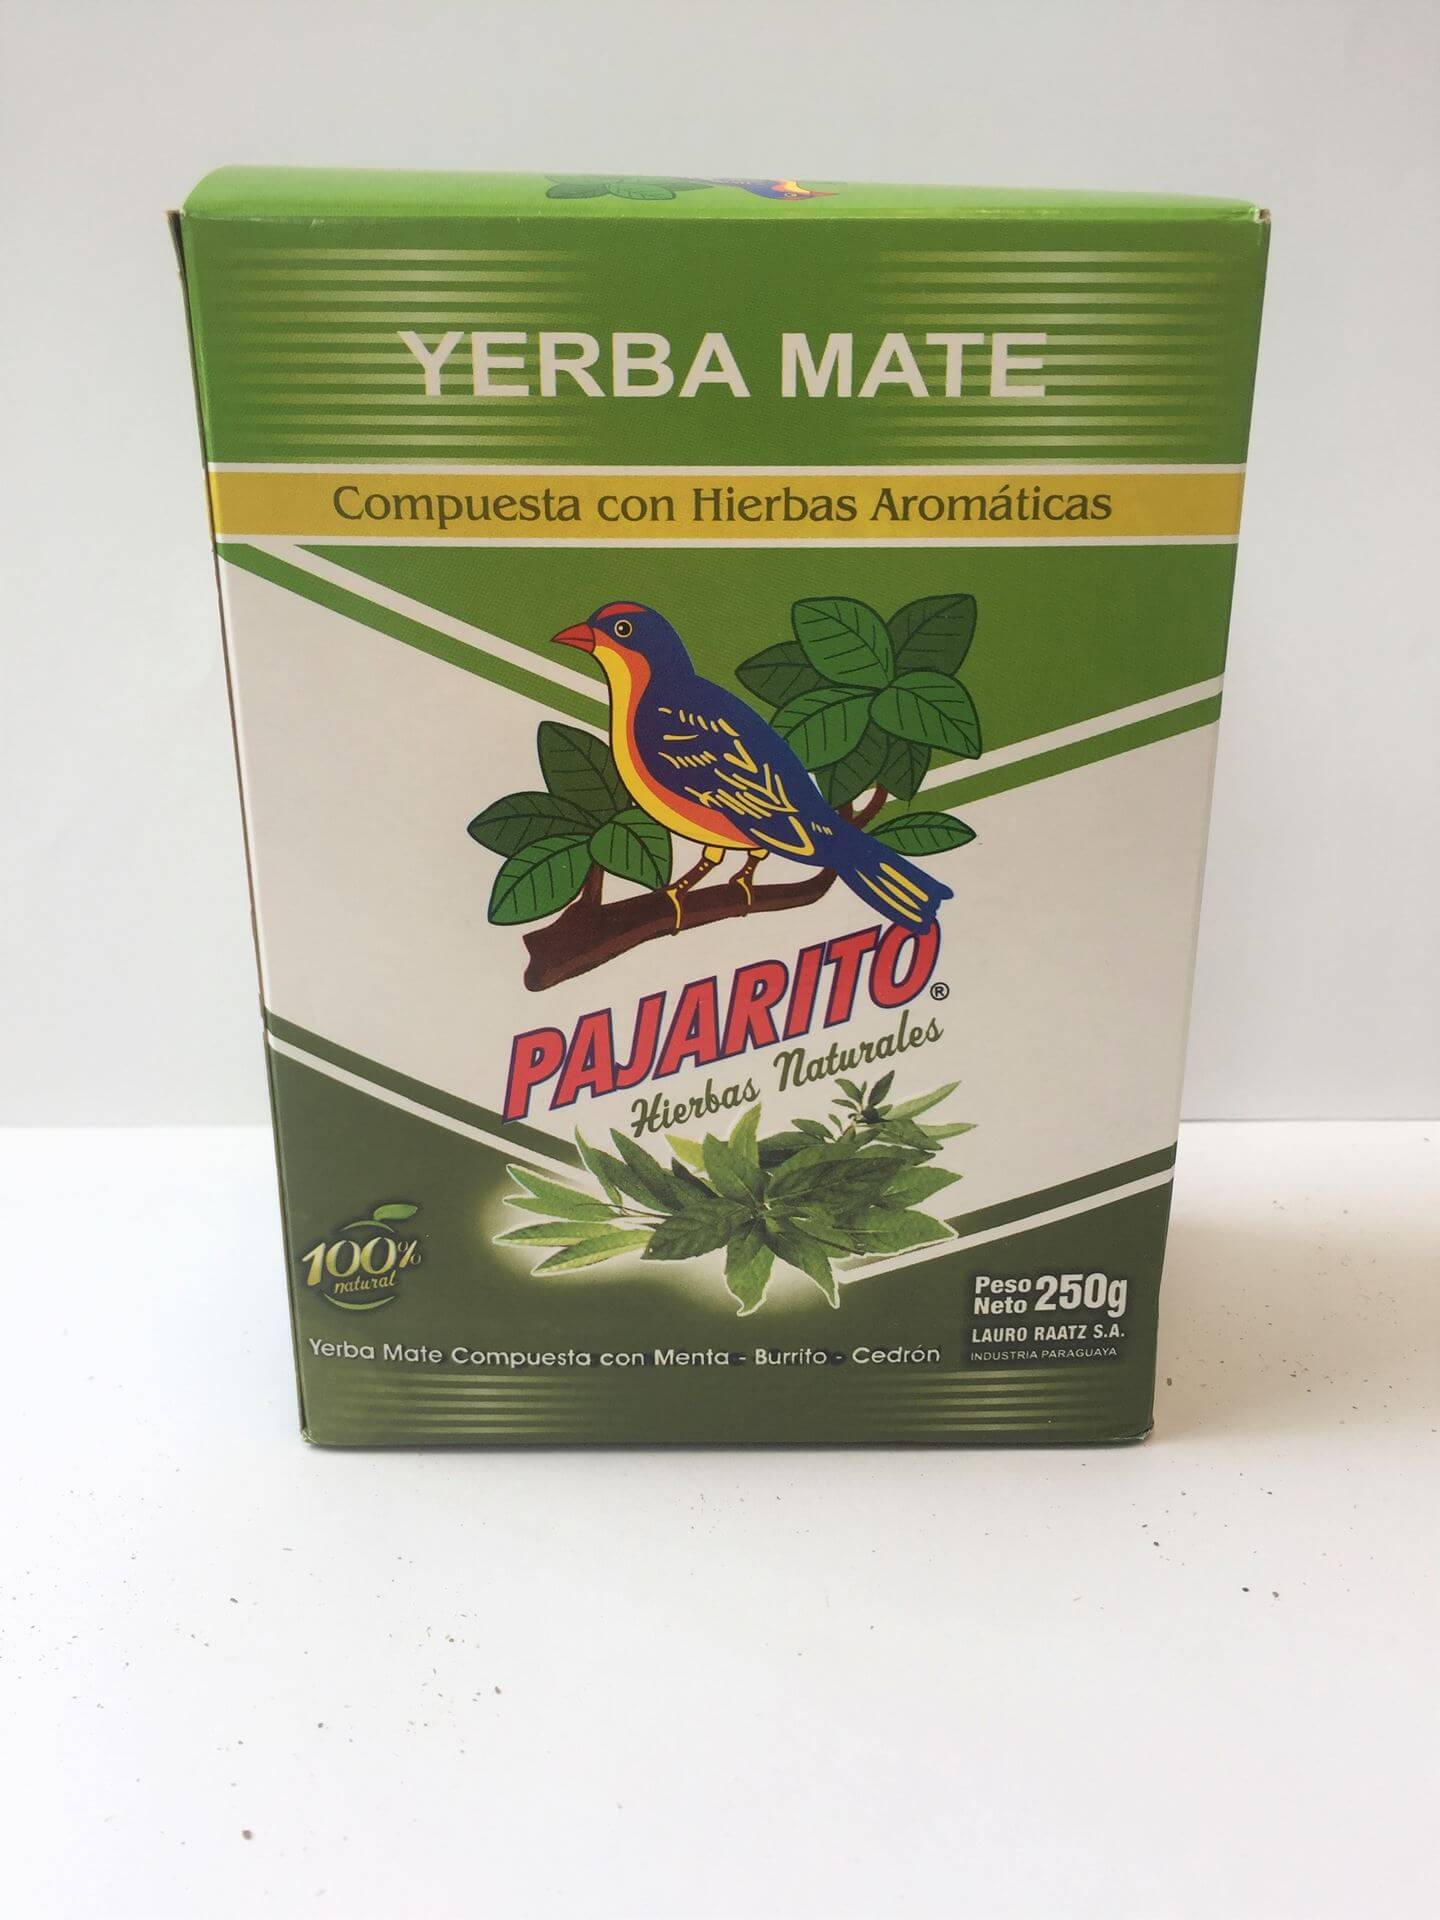 YERBA MATE
Compuesta con Hierbas Aromáticas
PAJARITO®
Hierbas Naturales
100%
natural
Peso
Neto 250g
LAURO RAATZ S.A.
INDUSTRIA PARAGUAYA
Yerba Mate Compuesta con Menta - Burrito - Cedrón